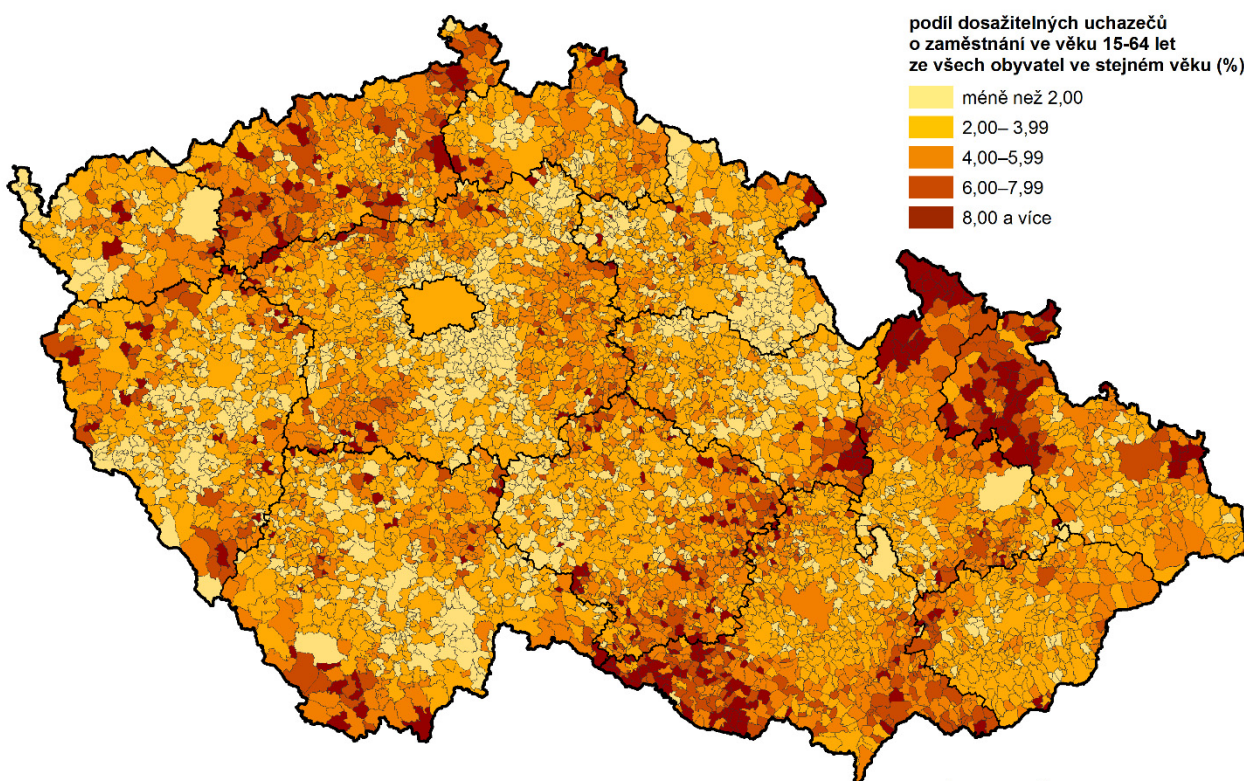 podíl dosažitelných uchazečů
o zaměstnání ve věku 15-64 let
ze všech obyvatel ve stejném věku (%)
méně než 2,00
2,00– 3,99
4,00–5,99
6,00–7,99
8,00 a více